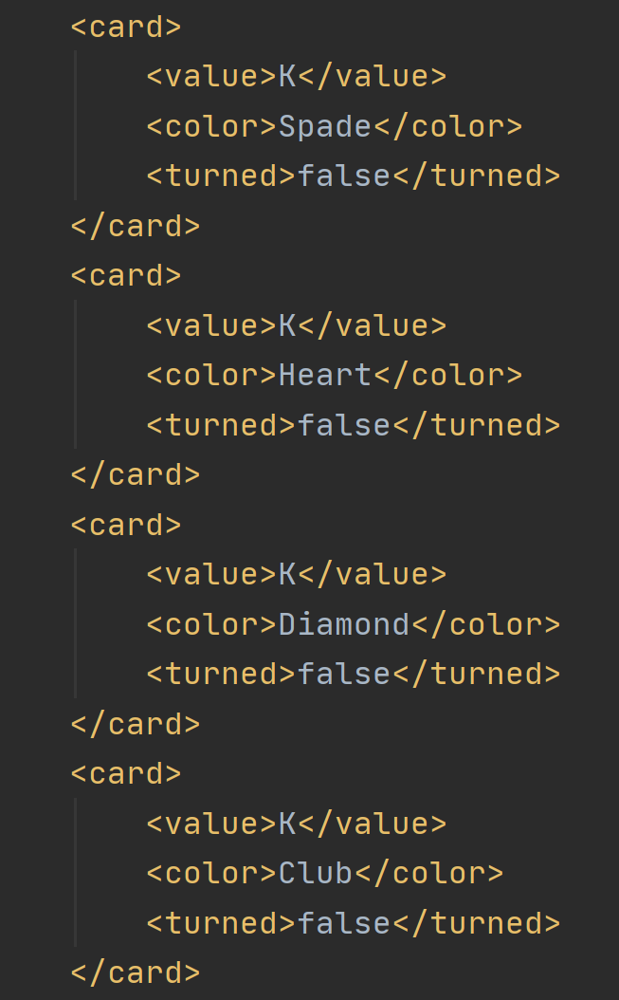 <card>
    <value>K</value>
    <color>Spade</color>
    <turned>false</turned>
</card>
<card>
    <value>K</value>
    <color>Heart</color>
    <turned>false</turned>
</card>
<card>
    <value>K</value>
    <color>Diamond</color>
    <turned>false</turned>
</card>
<card>
    <value>K</value>
    <color>Club</color>
    <turned>false</turned>
</card>